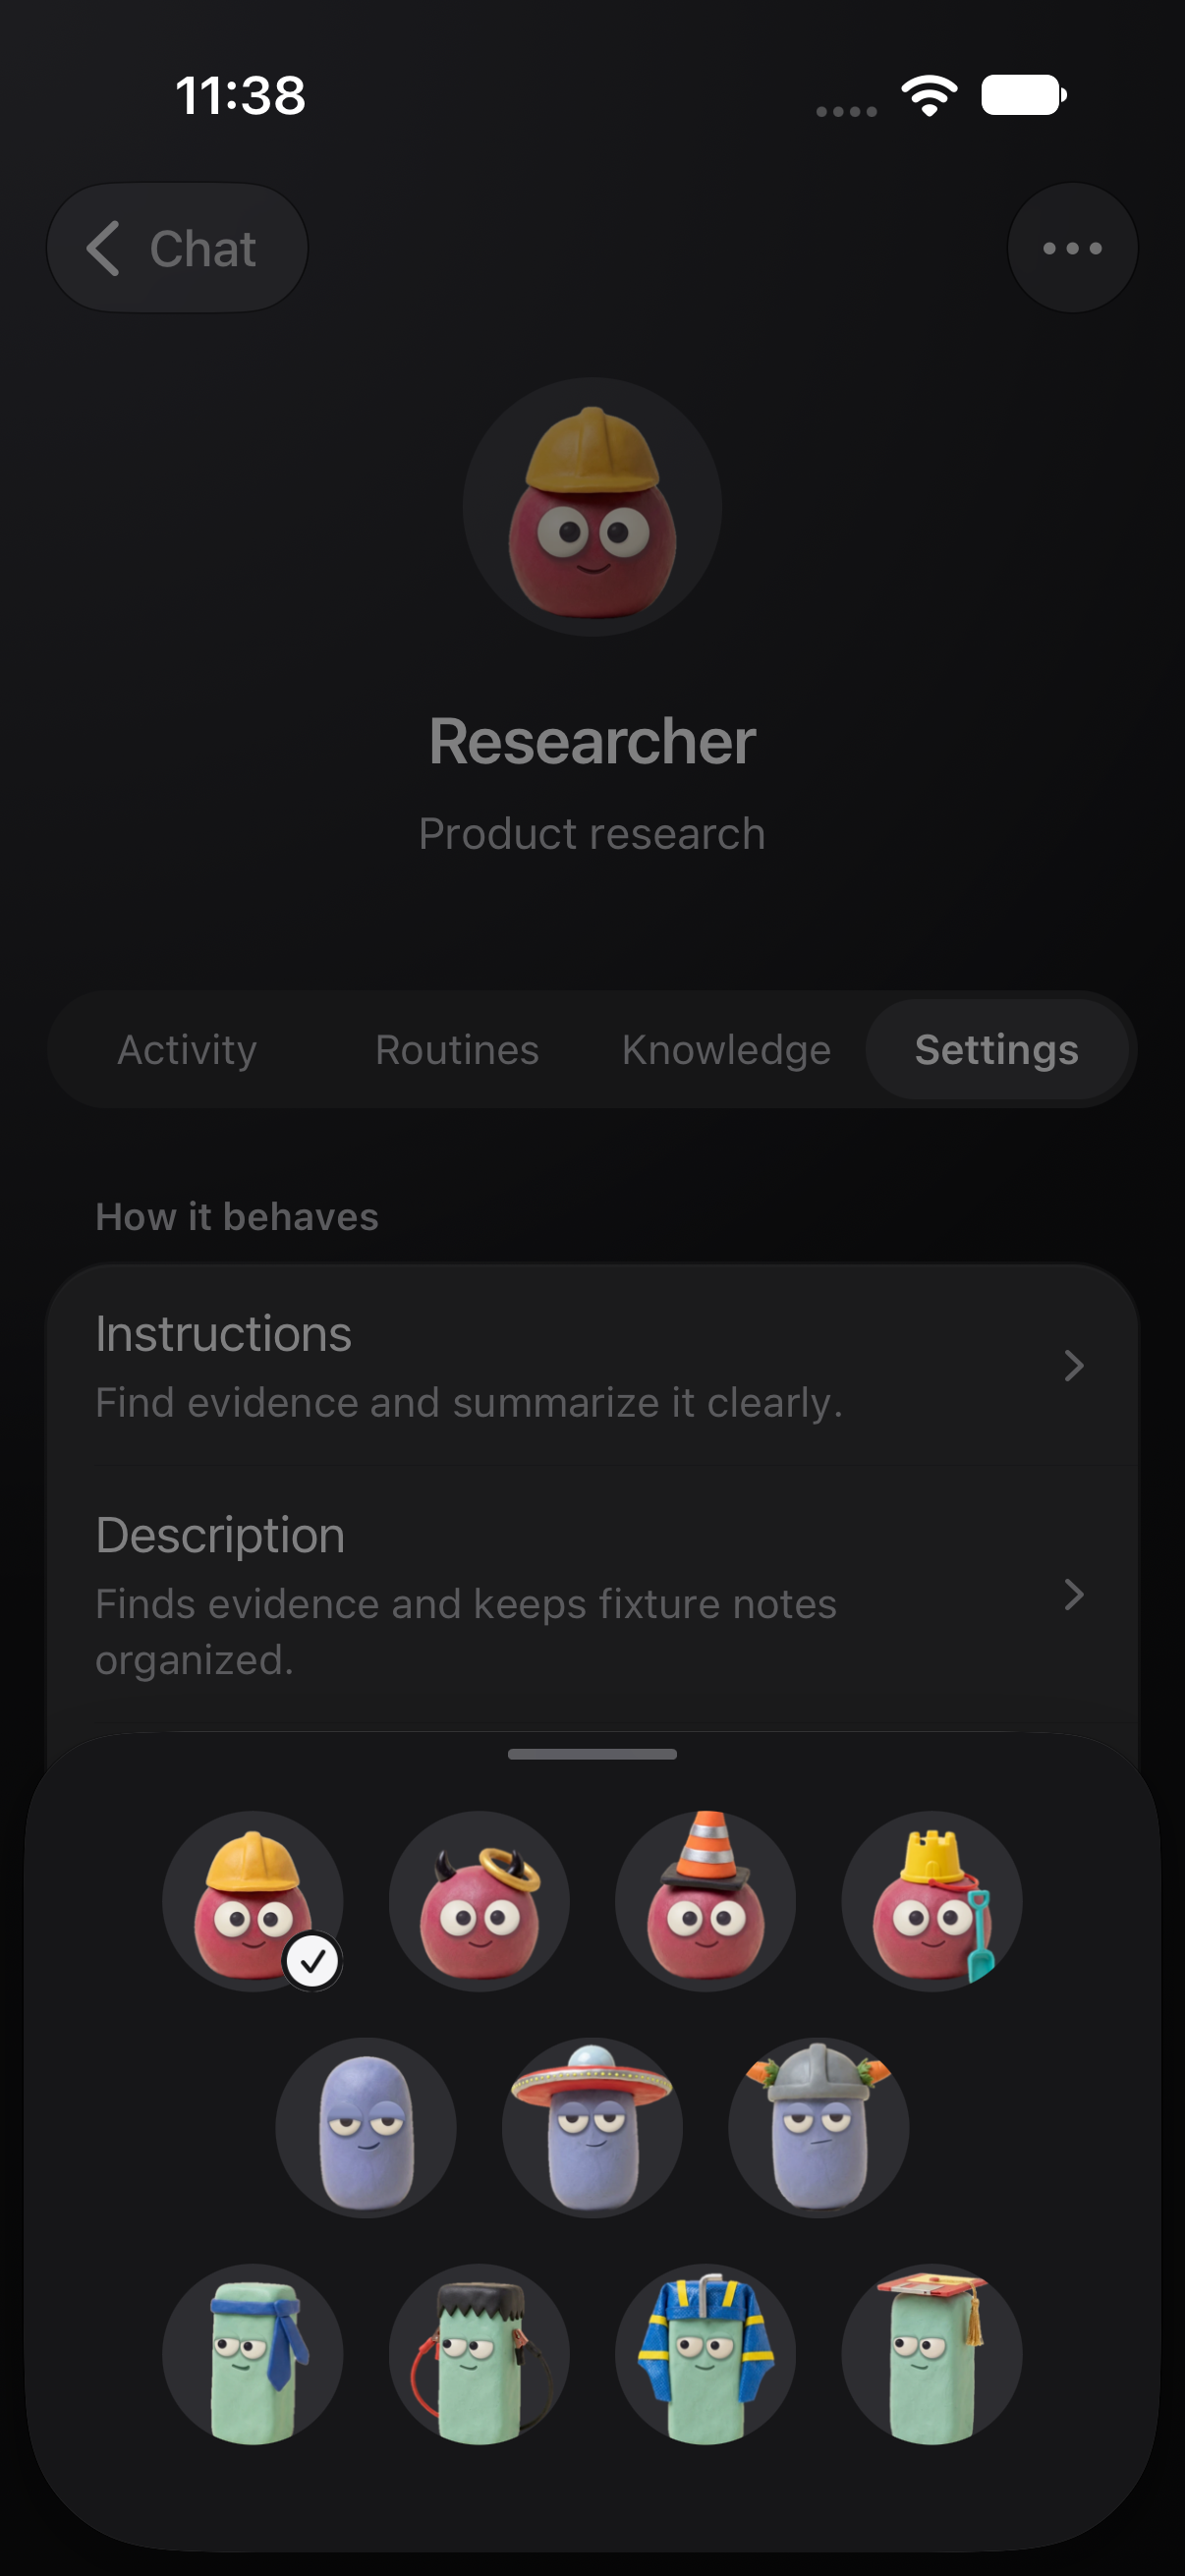 11:38
Chat
Researcher
Product research
Activity
Routines
Knowledge
Settings
How it behaves
Instructions
Find evidence and summarize it clearly.
Description
Finds evidence and keeps fixture notes
organized.